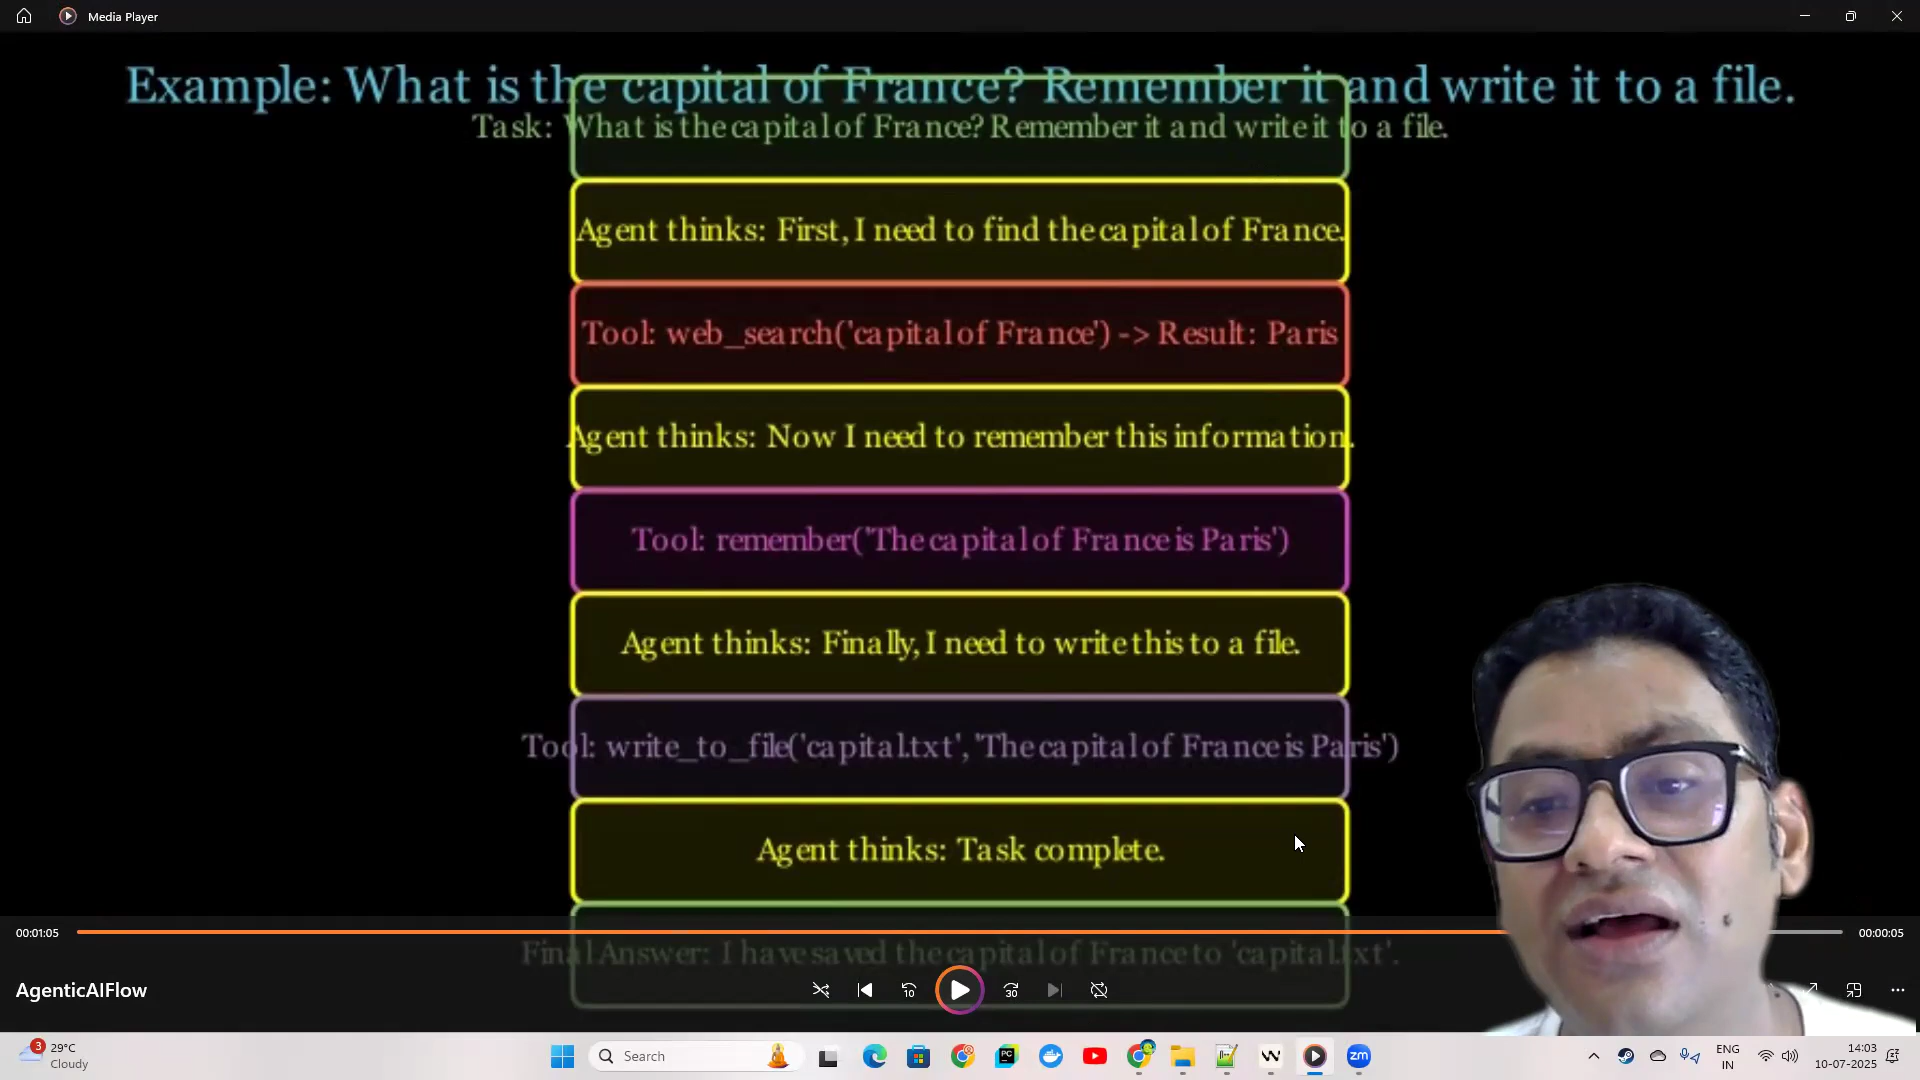 Media Player
Example: What is the capital of France? Remember it and write it to a file.
Task: What is the capital of France? Remember it and write it to a file.
Agent thinks: First, I need to find the capital of France.
Tool: web_search('capital of France') -> Result: Paris
Agent thinks: Now I need to remember this information.
Tool: remember('The capital of France is Paris')
Agent thinks: Finally, I need to write this to a file.
Tool: write_to_file('capital.txt', 'The capital of France is Paris')
Agent thinks: Task complete.
00:01:05
00:00:05
Final Answer: I have saved the capital of France to 'capital.txt'.
AgenticAIFlow
10
30
3
29°C
Cloudy
Search
PC
zm
ENG
IN
14:03
10-07-2025